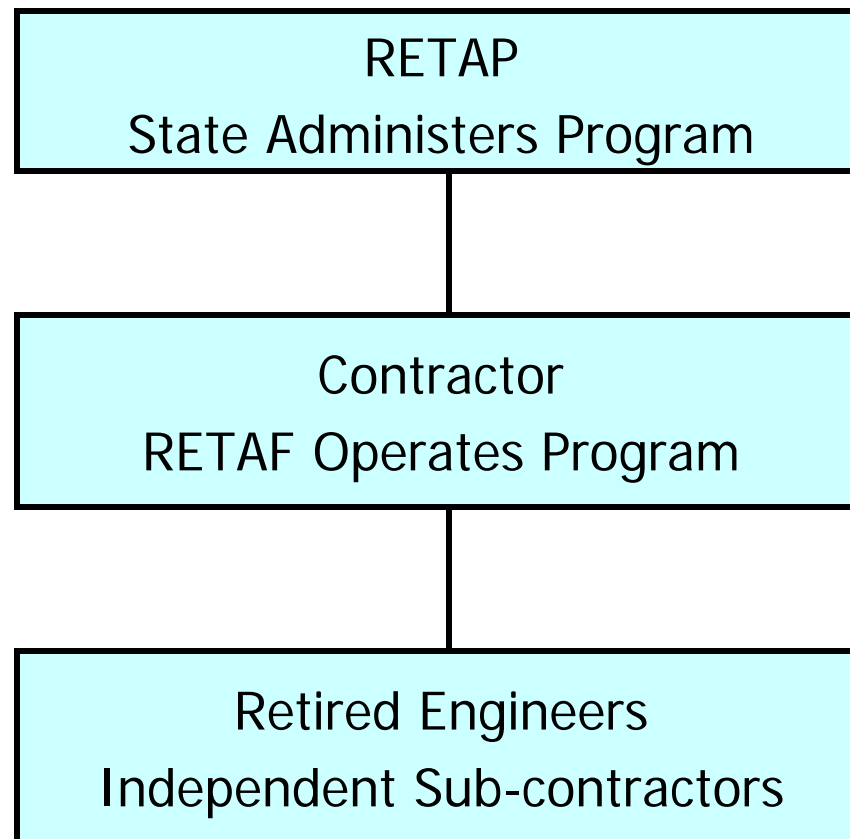 RETAP
State Administers Program
Contractor
RETAF Operates Program
Retired Engineers
Independent Sub-contractors